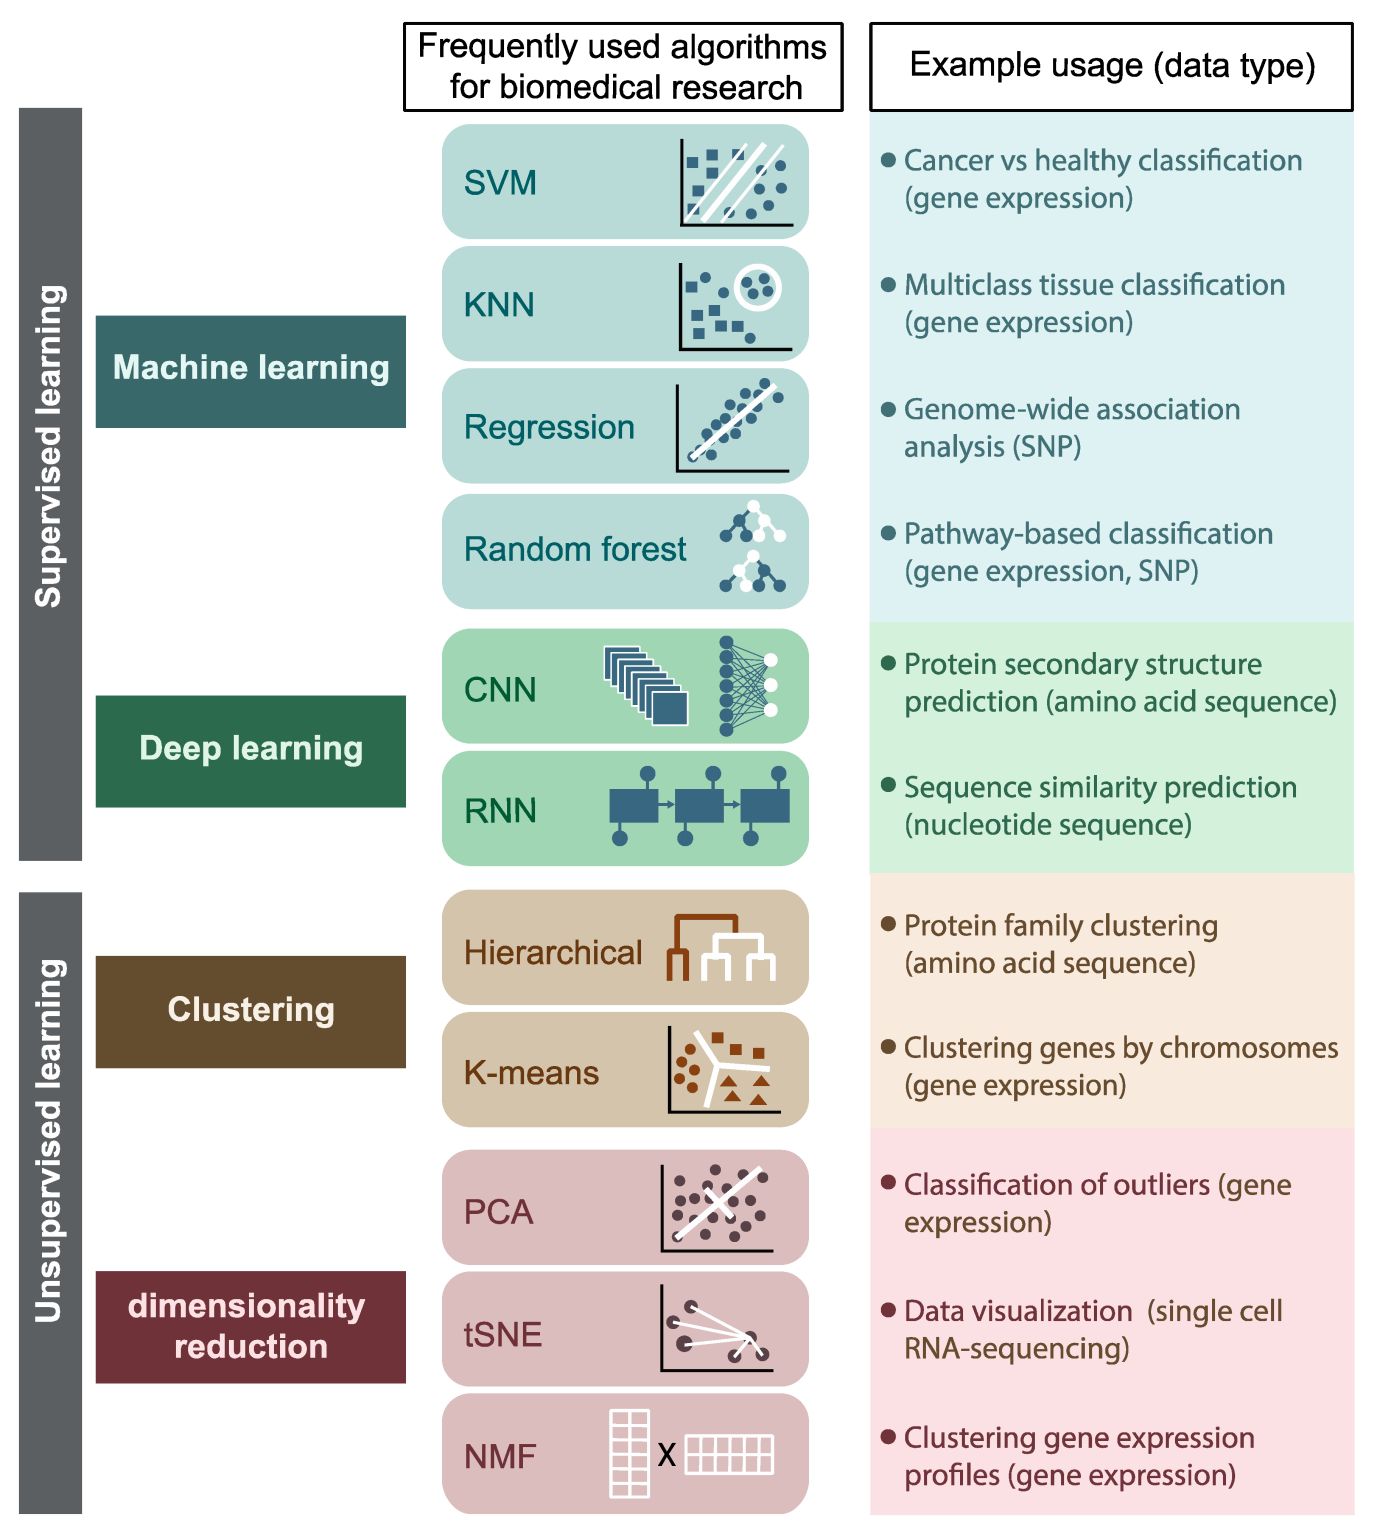 Frequently used algorithms
for biomedical research
Example usage (data type)
Supervised learning
Machine learning
SVM
• Cancer vs healthy classification
(gene expression)
KNN
• Multiclass tissue classification
(gene expression)
Regression
• Genome-wide association
analysis (SNP)
Random forest
• Pathway-based classification
(gene expression, SNP)
Deep learning
CNN
• Protein secondary structure
prediction (amino acid sequence)
RNN
• Sequence similarity prediction
(nucleotide sequence)
Unsupervised learning
Clustering
Hierarchical
• Protein family clustering
(amino acid sequence)
K-means
• Clustering genes by chromosomes
(gene expression)
dimensionality
reduction
PCA
• Classification of outliers (gene
expression)
tSNE
• Data visualization (single cell
RNA-sequencing)
NMF
X
• Clustering gene expression
profiles (gene expression)